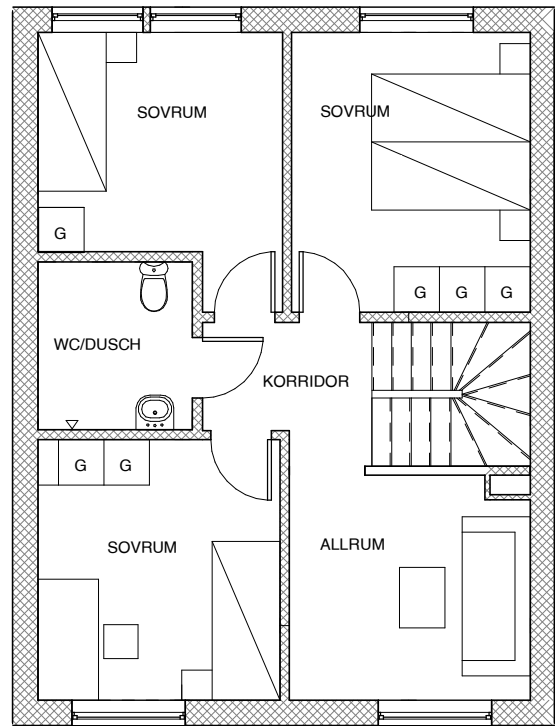 SOVRUM
SOVRUM
G
G G G
WC/DUSCH
KORRIDOR
G G
SOVRUM
ALLRUM